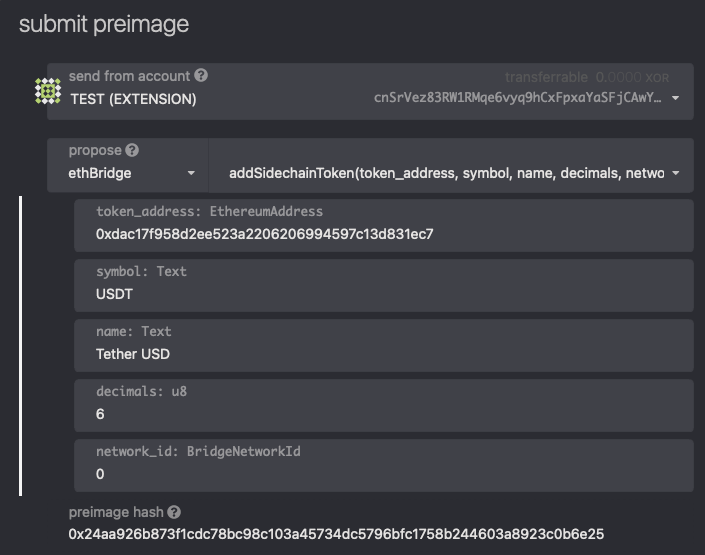 submit preimage
send from account
transferrable 0.0000 XOR
TEST (EXTENSION)
cnSrVez83RW1RMqe6vyq9hCxFpxaYaSFjCAwY…
propose
ethBridge
addSidechainToken(token_address, symbol, name, decimals, netwo
token_address: EthereumAddress
0xdac17f958d2ee523a2206206994597c13d831ec7
symbol: Text
USDT
name: Text
Tether USD
decimals: u8
6
network_id: BridgeNetworkId
0
preimage hash
0x24aa926b873f1cdc78bc98c103a45734dc5796bfc1758b244603a8923c0b6e25